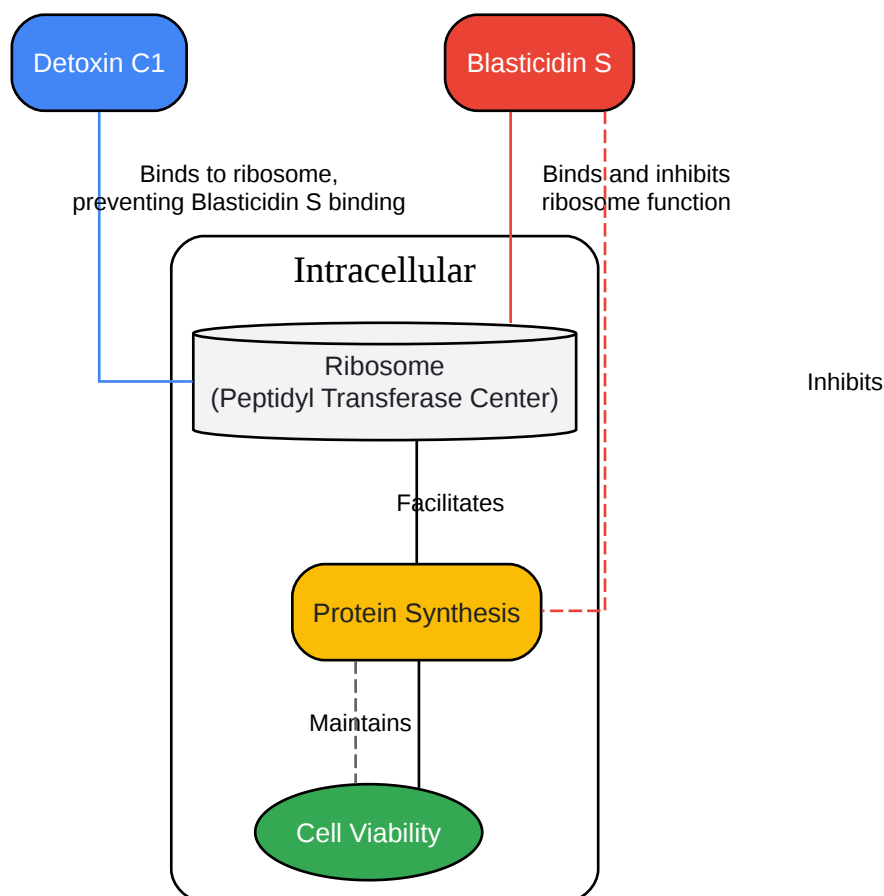 Detoxin C1
Blasticidin S
Binds to ribosome,
preventing Blasticidin S binding
Binds and inhibits
ribosome function
Intracellular
Ribosome
(Peptidyl Transferase Center)
Inhibits
Facilitates
Protein Synthesis
Maintains
Cell Viability